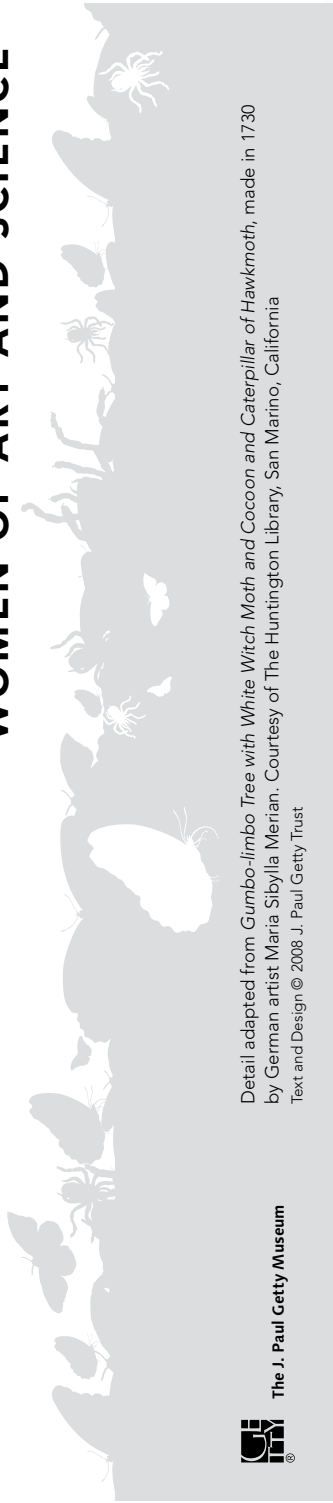 WOMEN OF ART AND SCIENCE
Detail adapted from Gumbo-limbo Tree with White Witch Moth and Cocoon and Caterpillar of Hawkmoth, made in 1730
by German artist Maria Sibylla Merian. Courtesy of The Huntington Library, San Marino, California
Text and Design © 2008 J. Paul Getty Trust
GETTY
®
The J. Paul Getty Museum